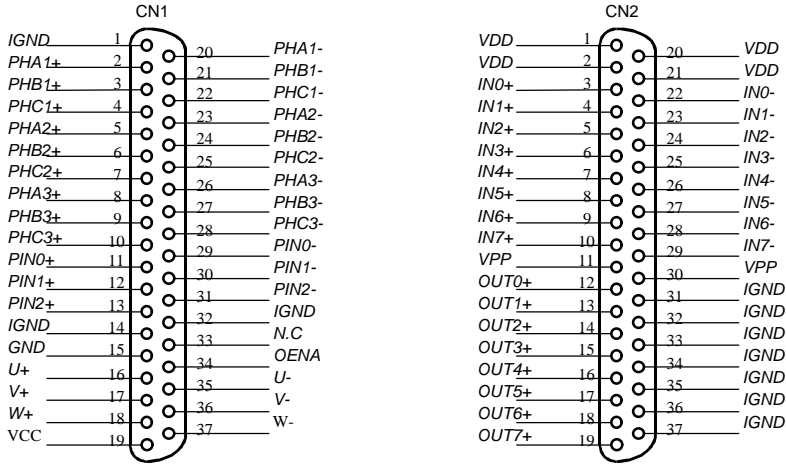 CN1
IGND 1
20 PHA1-
PHA1+ 2
21 PHB1-
PHB1+ 3
22 PHC1-
PHC1+ 4
23 PHA2-
PHA2+ 5
24 PHB2-
PHB2+ 6
25 PHC2-
PHC2+ 7
26 PHA3-
PHA3+ 8
27 PHB3-
PHB3+ 9
28 PHC3-
PHC3+ 10
29 PIN0-
PIN0+ 11
30 PIN1-
PIN1+ 12
31 PIN2-
PIN2+ 13
32 IGND
IGND 14
33 N.C
GND 15
34 OENA
U+ 16
35 U-
V+ 17
36 V-
W+ 18
37 W-
VCC 19
CN2
VDD 1
20 VDD
VDD 2
21 VDD
IN0+ 3
22 IN0-
IN1+ 4
23 IN1-
IN2+ 5
24 IN2-
IN3+ 6
25 IN3-
IN4+ 7
26 IN4-
IN5+ 8
27 IN5-
IN6+ 9
28 IN6-
IN7+ 10
29 IN7-
VPP 11
30 VPP
OUT0+ 12
31 IGND
OUT1+ 13
32 IGND
OUT2+ 14
33 IGND
OUT3+ 15
34 IGND
OUT4+ 16
35 IGND
OUT5+ 17
36 IGND
OUT6+ 18
37 IGND
OUT7+ 19